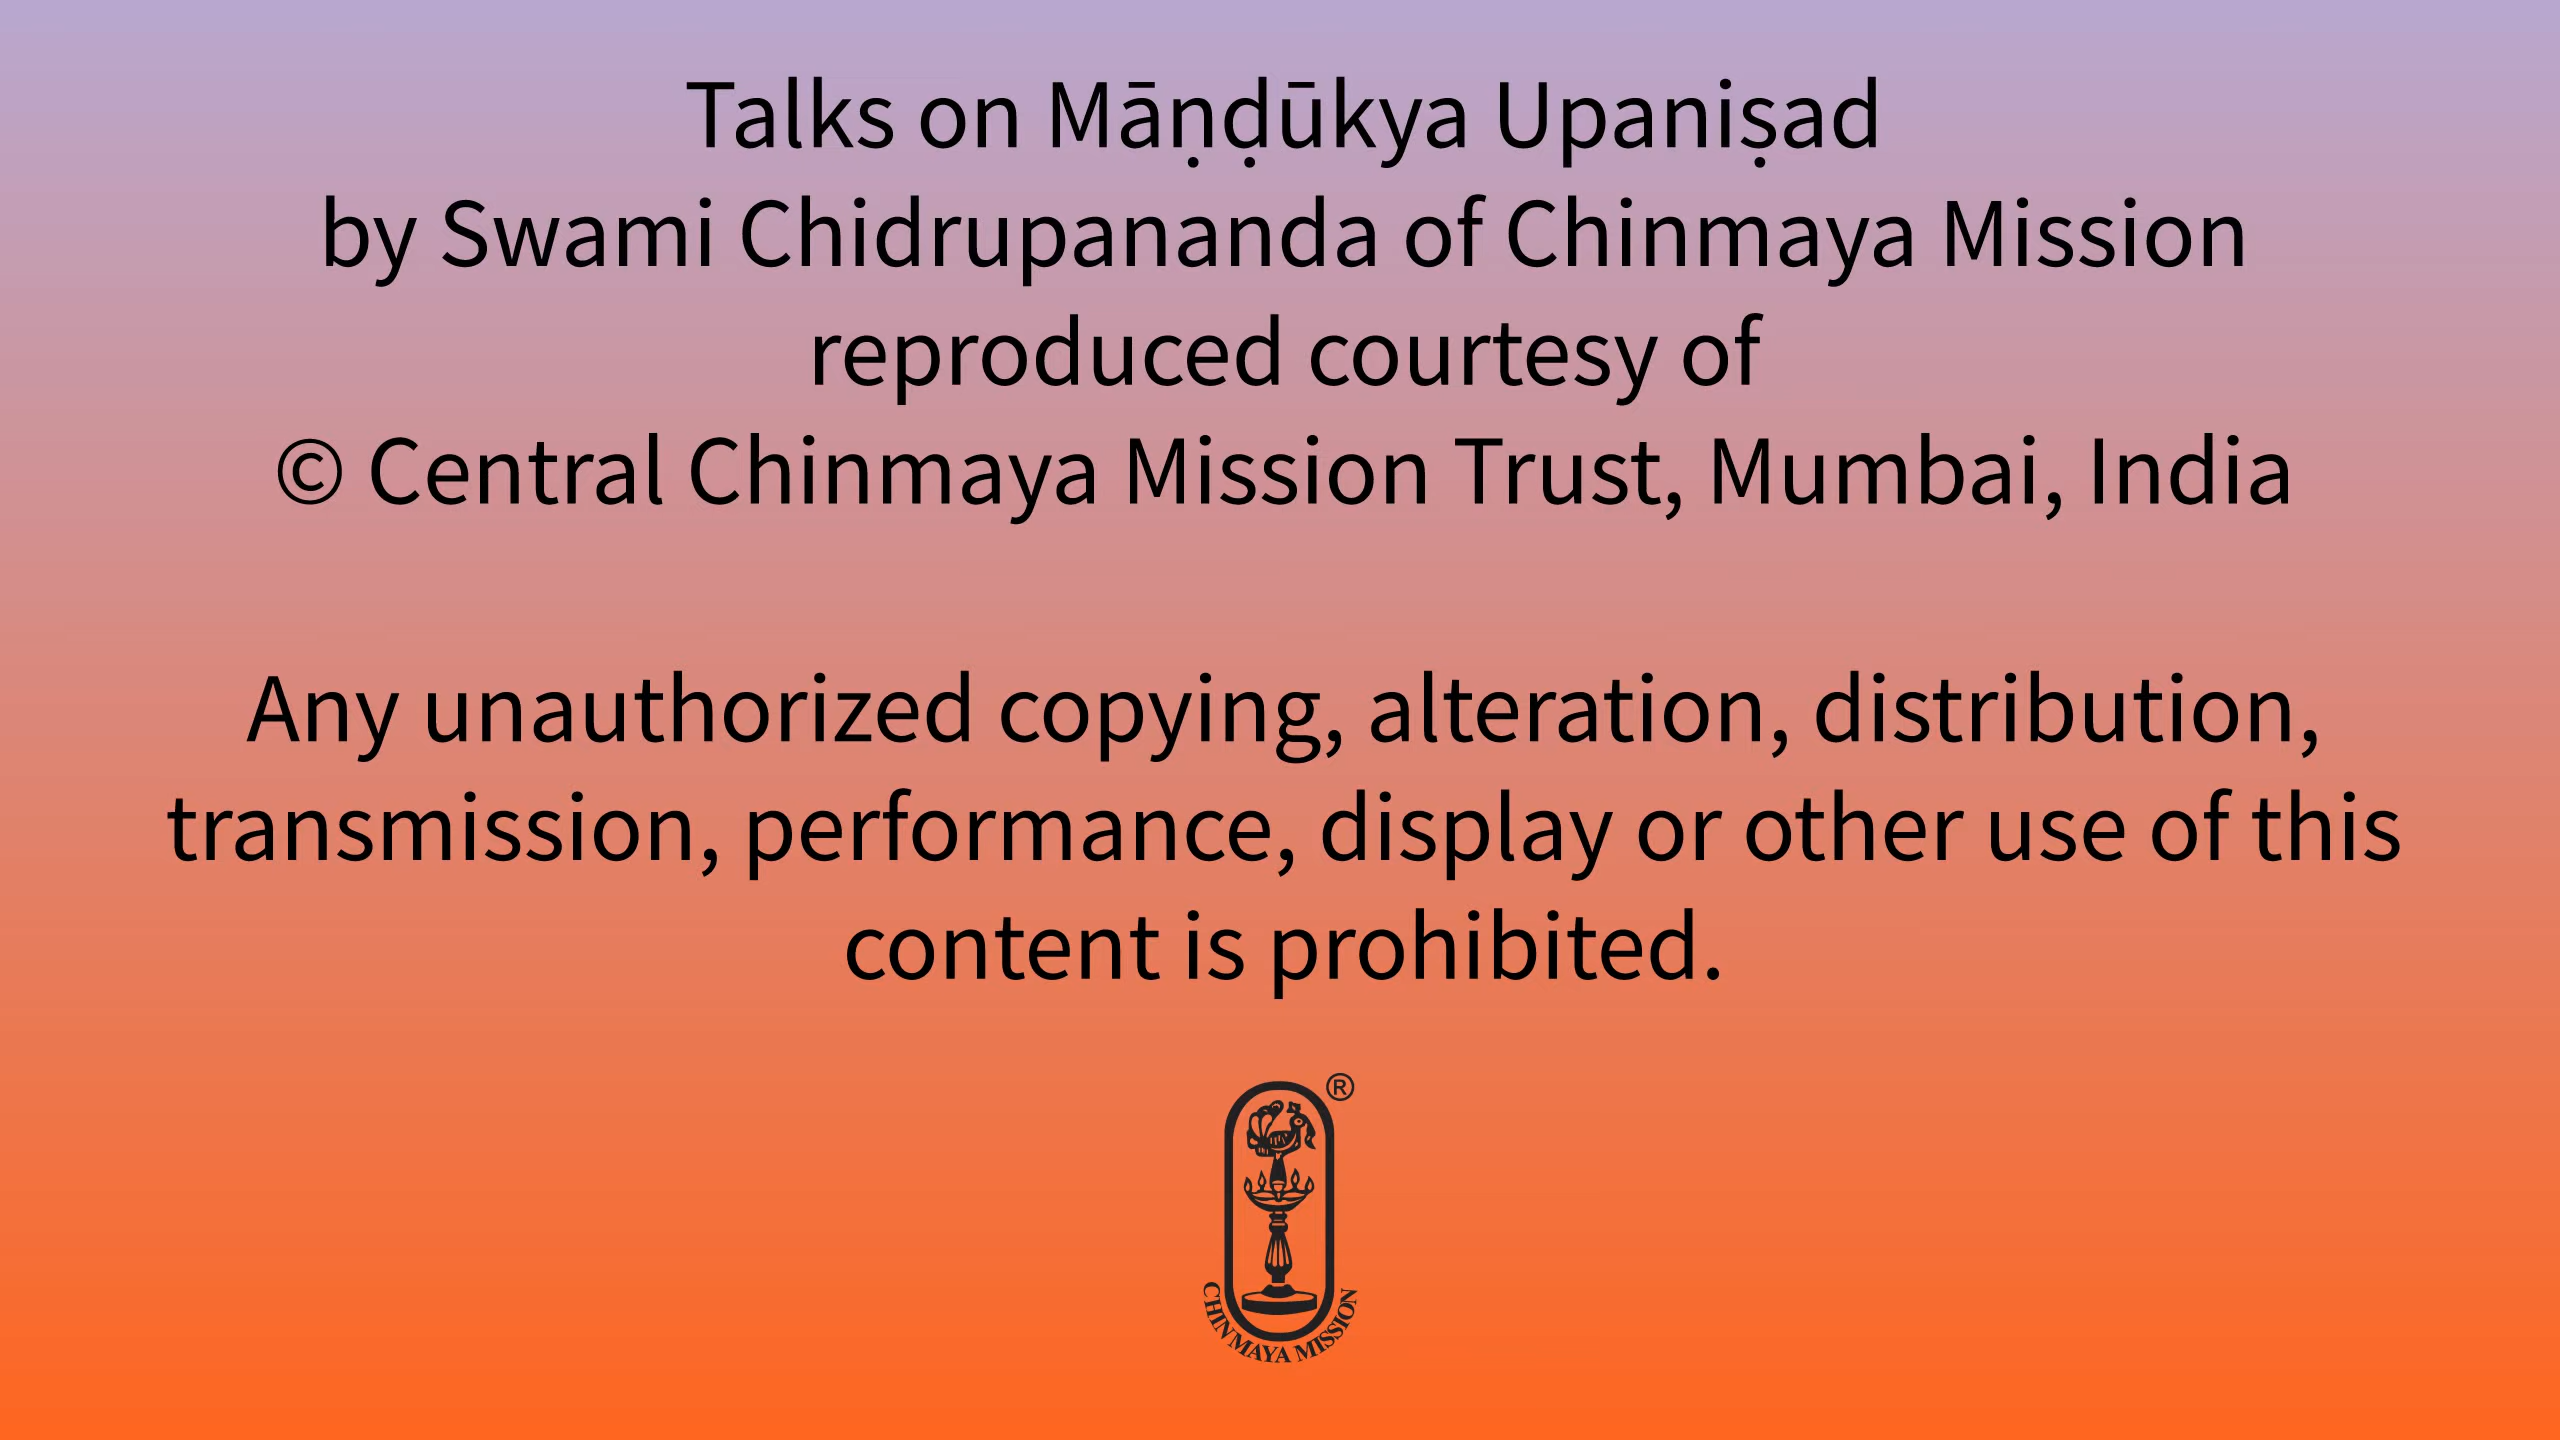 Talks on Māṇḍūkya Upaniṣad
by Swami Chidrupananda of Chinmaya Mission
reproduced courtesy of
© Central Chinmaya Mission Trust, Mumbai, India
Any unauthorized copying, alteration, distribution,
transmission, performance, display or other use of this
content is prohibited.
®
CHINMAYA MISSION